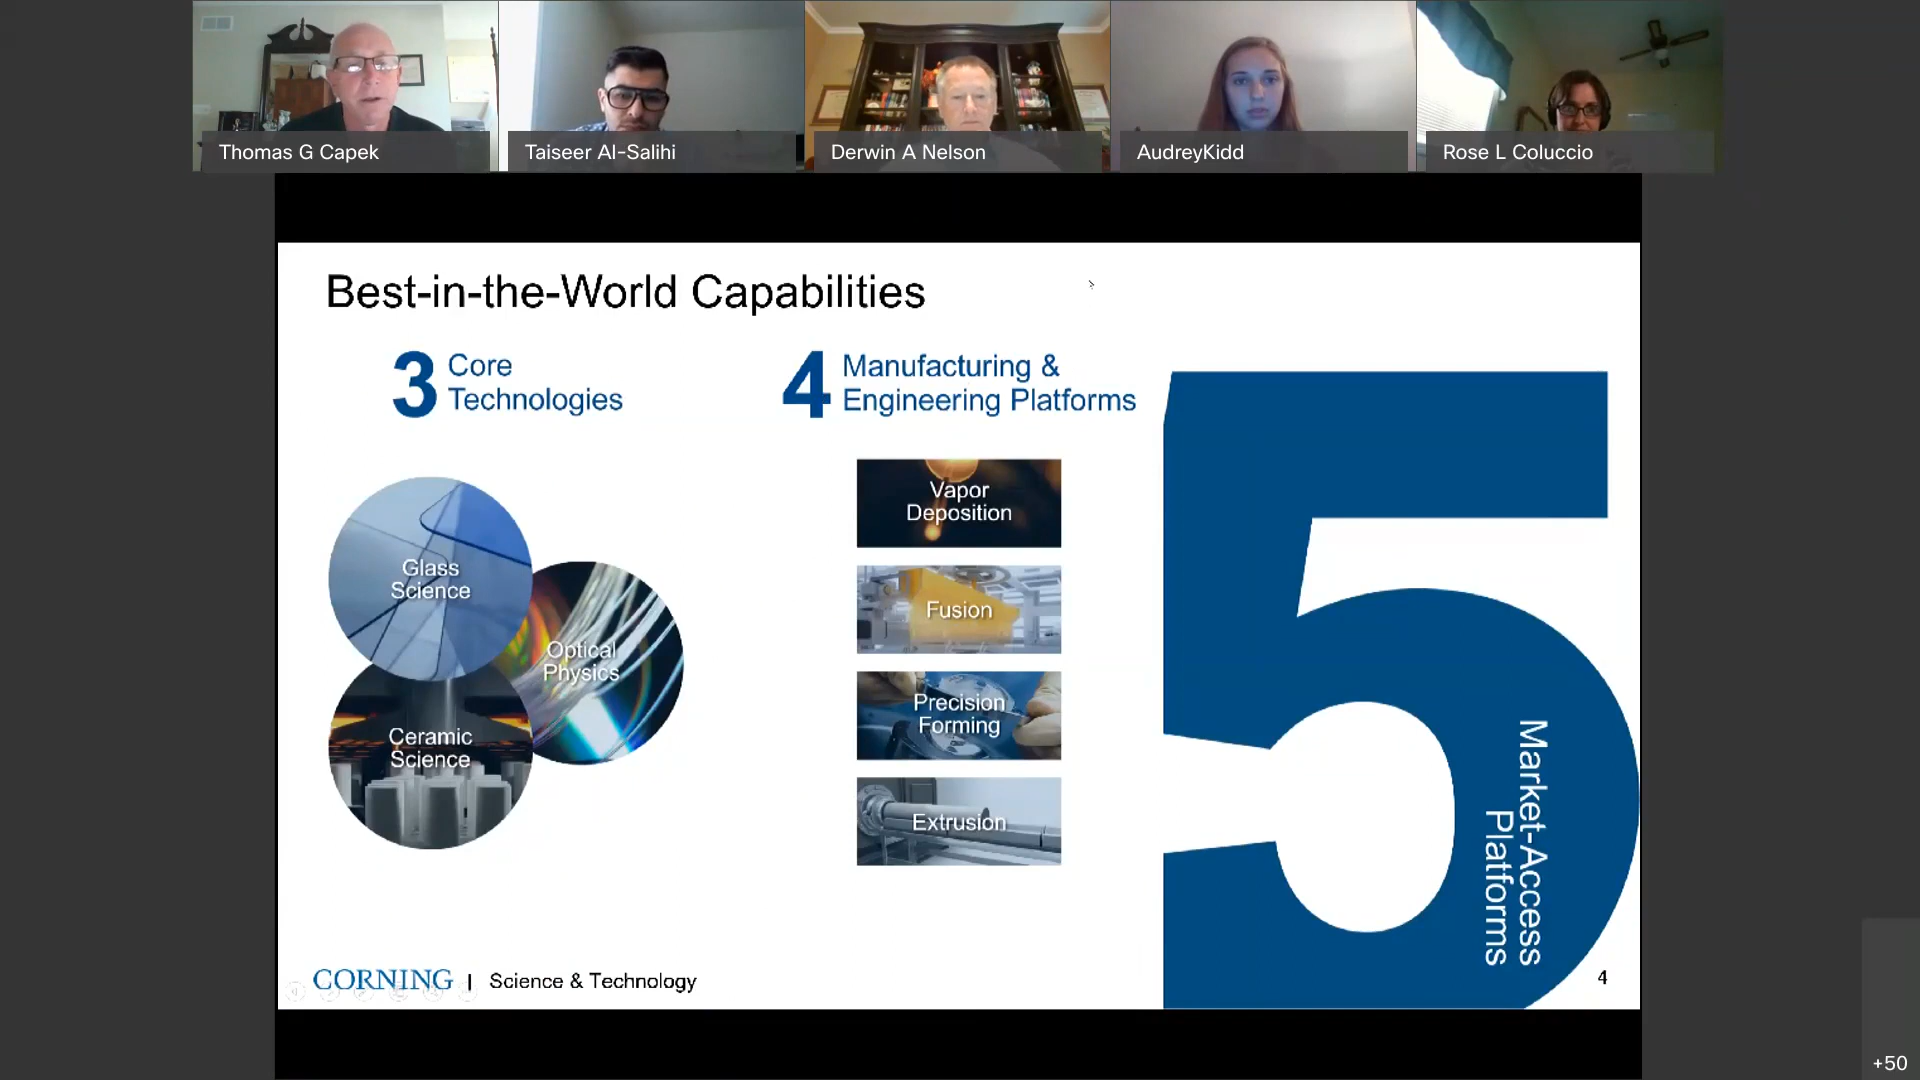 Thomas G Capek
Taiseer Al-Salihi
Derwin A Nelson
AudreyKidd
Rose L Coluccio
Best-in-the-World Capabilities
3 Core
Technologies
4 Manufacturing &
Engineering Platforms
Glass
Science
Optical
Physics
Ceramic
Science
Vapor
Deposition
Fusion
Precision
Forming
Extrusion
5
Market-Access
Platforms
CORNING | Science & Technology
4
+50